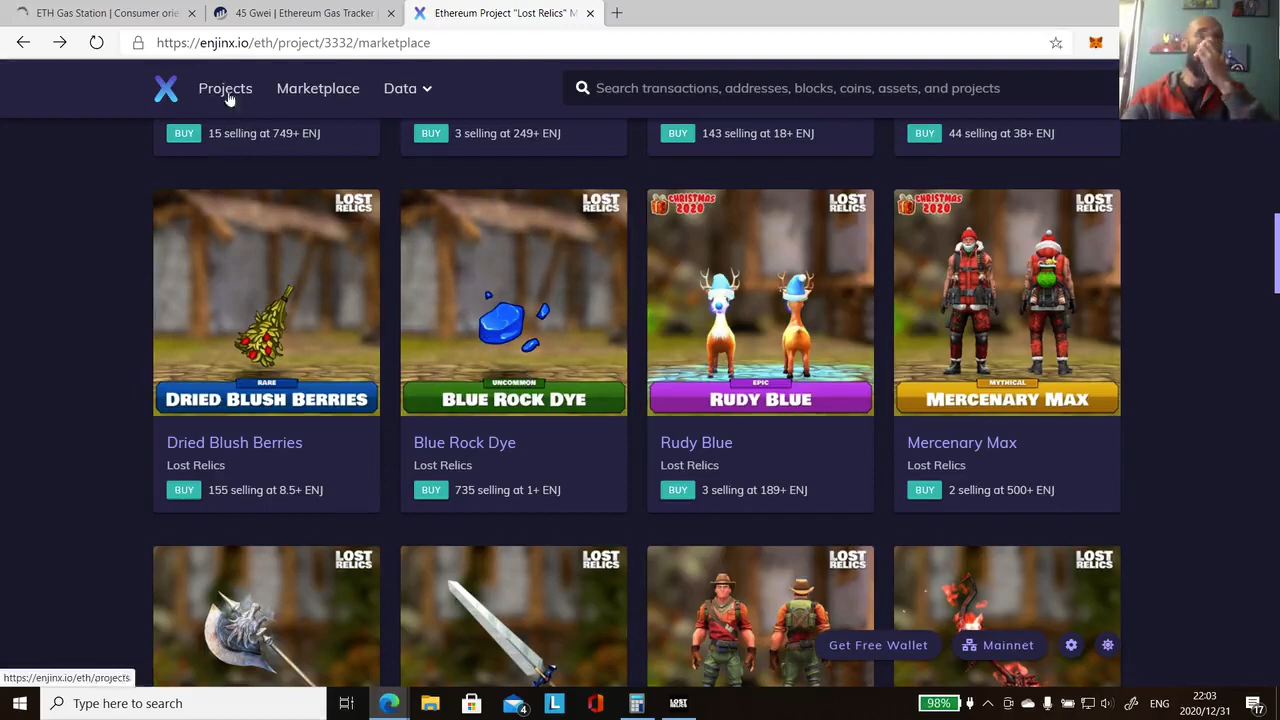 ETH Gas Station | Consumer orie
45 Gwei | Ethereum Gas Tracker
Ethereum Project "Lost Relics" M
https://enjinx.io/eth/project/3332/marketplace
Projects
Marketplace
Data
Search transactions, addresses, blocks, coins, assets, and projects
BUY 15 selling at 749+ ENJ
BUY 3 selling at 249+ ENJ
BUY 143 selling at 18+ ENJ
BUY 44 selling at 38+ ENJ
LOST RELICS
RARE
DRIED BLUSH BERRIES
Dried Blush Berries
Lost Relics
BUY 155 selling at 8.5+ ENJ
LOST RELICS
UNCOMMON
BLUE ROCK DYE
Blue Rock Dye
Lost Relics
BUY 735 selling at 1+ ENJ
CHRISTMAS 2020
LOST RELICS
EPIC
RUDY BLUE
Rudy Blue
Lost Relics
BUY 3 selling at 189+ ENJ
CHRISTMAS 2020
LOST RELICS
MYTHICAL
MERCENARY MAX
Mercenary Max
Lost Relics
BUY 2 selling at 500+ ENJ
LOST RELICS
LOST RELICS
LOST RELICS
LOST RELICS
Get Free Wallet
Mainnet
https://enjinx.io/eth/projects
Type here to search
4
L
LOST
98%
ENG
22:03
2020/12/31
17